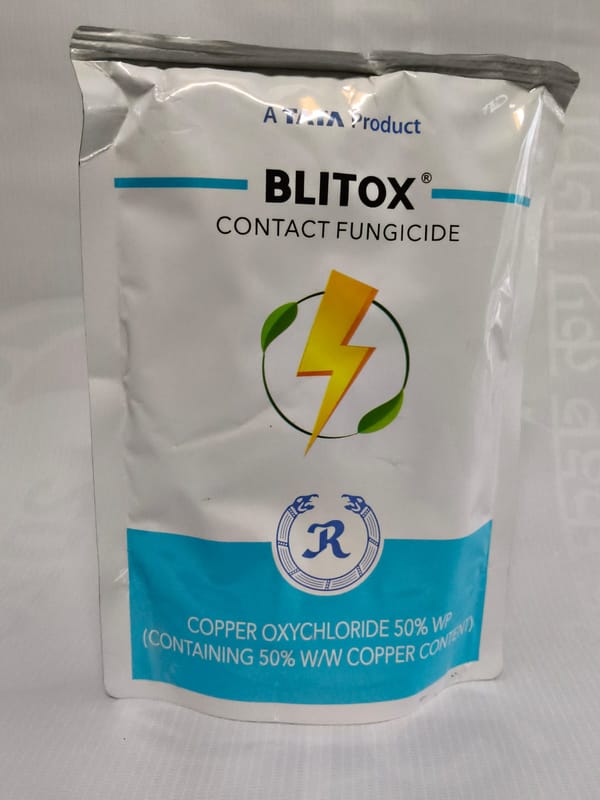 A TATA Product
BLITOX®
CONTACT FUNGICIDE
R
COPPER OXYCHLORIDE 50% WP
(CONTAINING 50% W/W COPPER CONTENT)